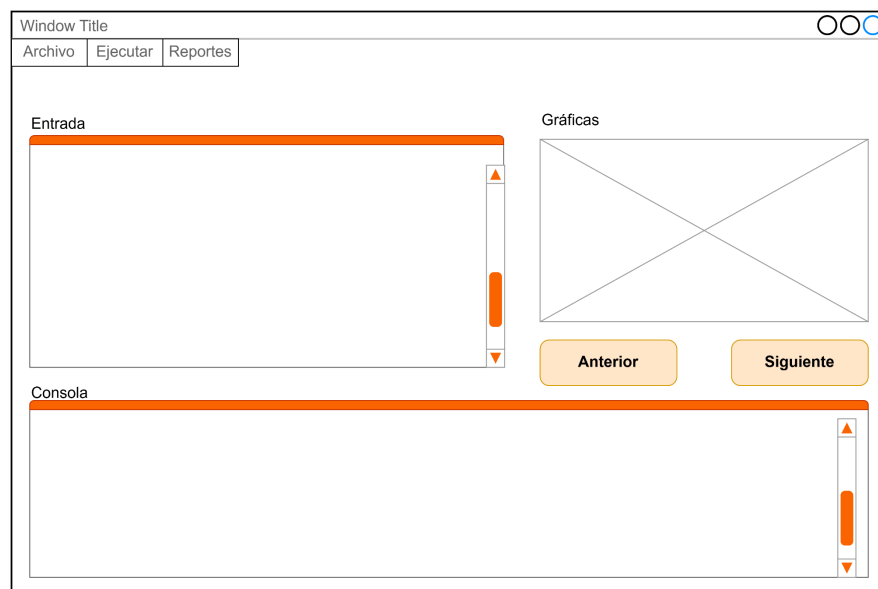 Window Title
Archivo Ejecutar Reportes
Entrada
Gráficas
Anterior Siguiente
Consola